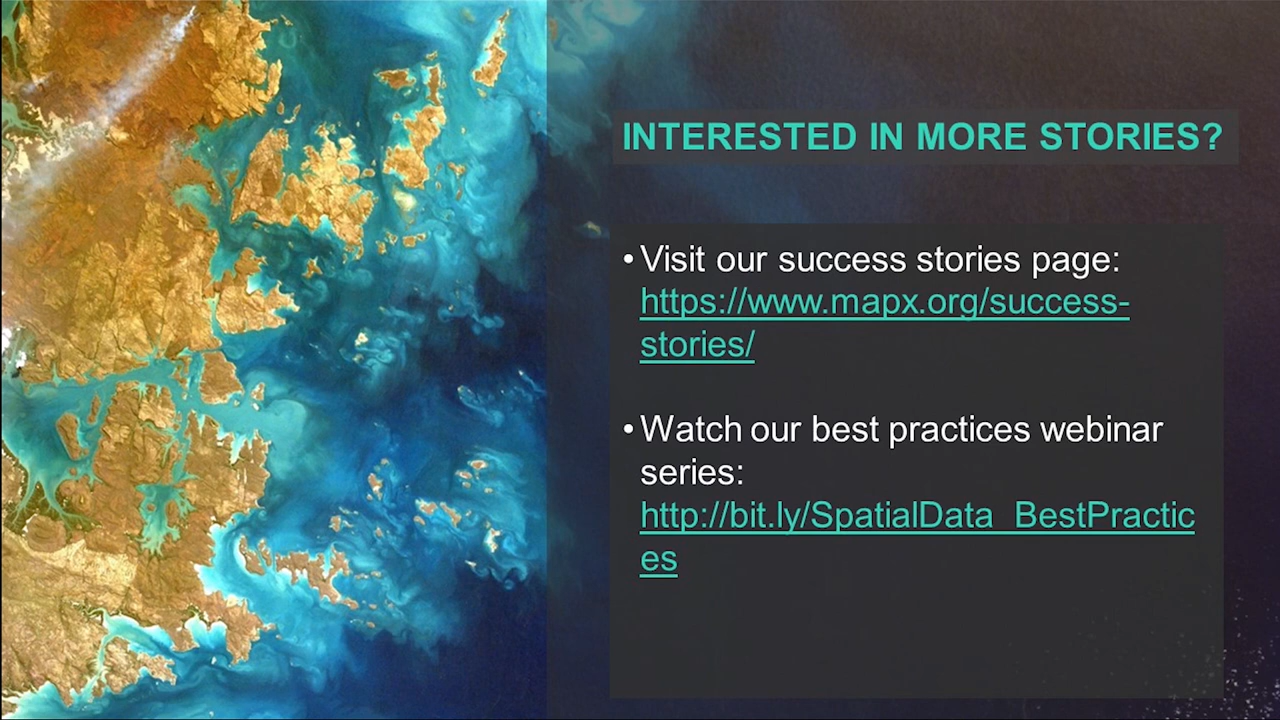 INTERESTED IN MORE STORIES?
• Visit our success stories page:
https://www.mapx.org/success-
stories/
• Watch our best practices webinar
series:
http://bit.ly/SpatialData_BestPractic
es